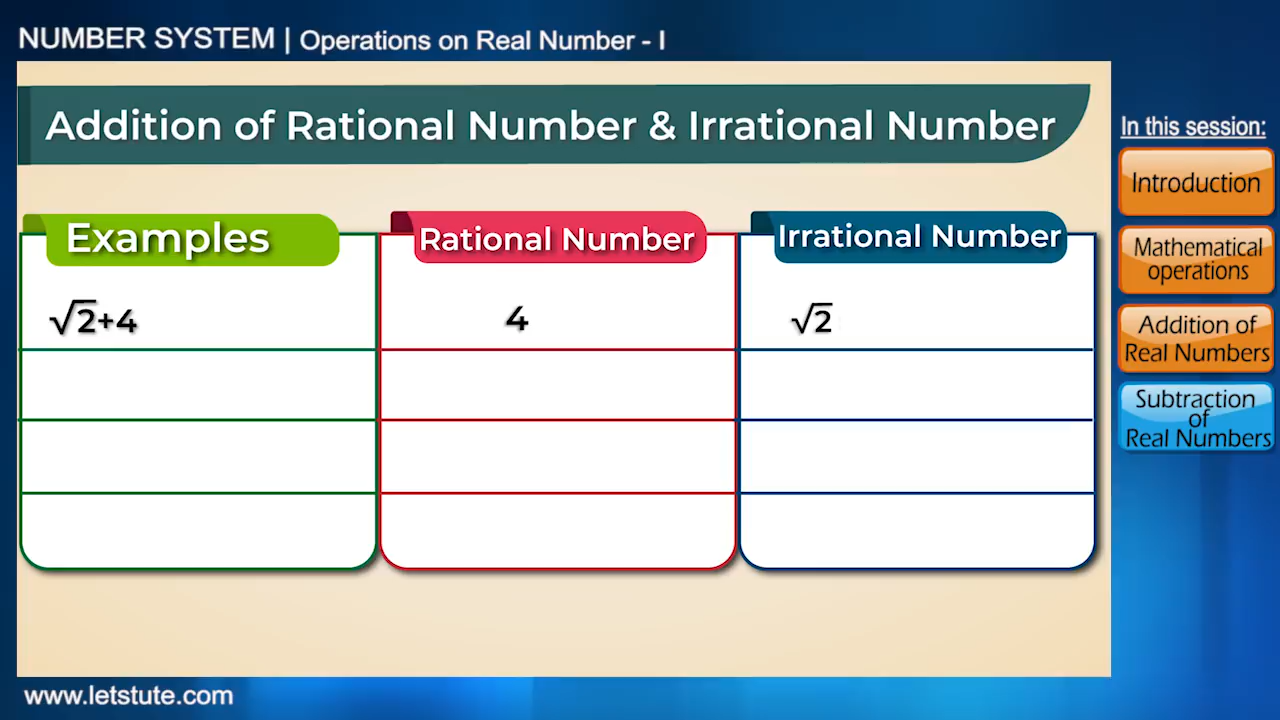 NUMBER SYSTEM | Operations on Real Number - I
Addition of Rational Number & Irrational Number
Examples
Rational Number
Irrational Number
√2+4
4
√2
In this session:
Introduction
Mathematical
operations
Addition of
Real Numbers
Subtraction
of
Real Numbers
www.letstute.com